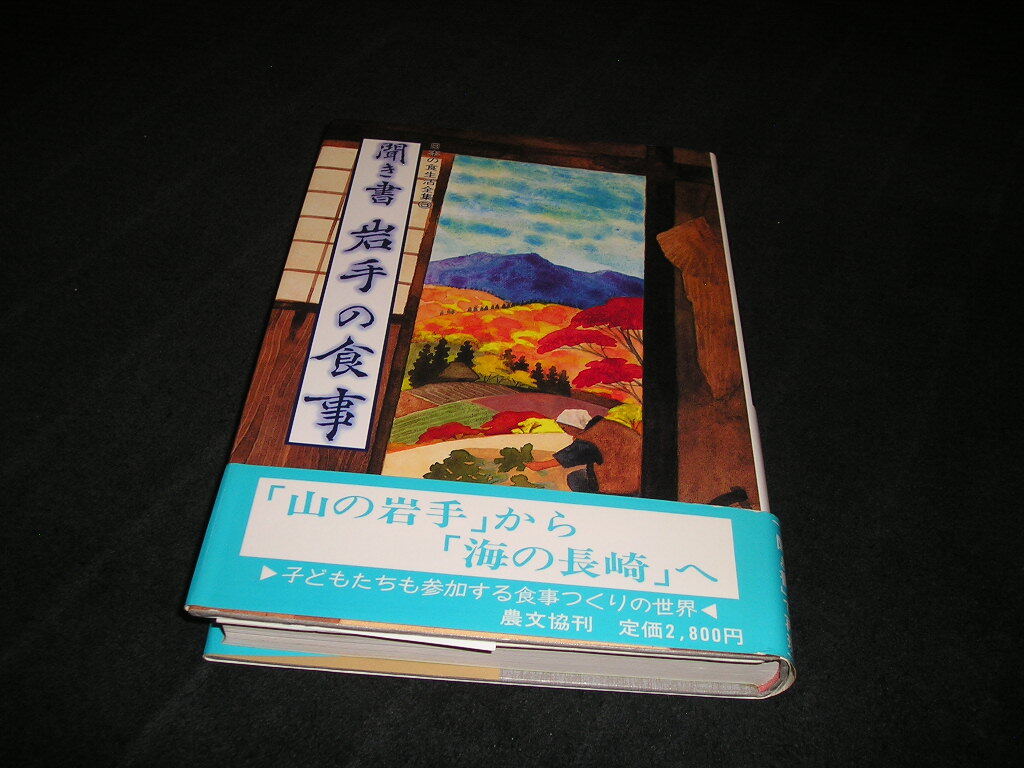 日本の食生活全集③
聞き書 岩手の食事
「山の岩手」から
「海の長崎」へ
▶子どもたちも参加する食事つくりの世界◀
農文協刊 定価2,800円